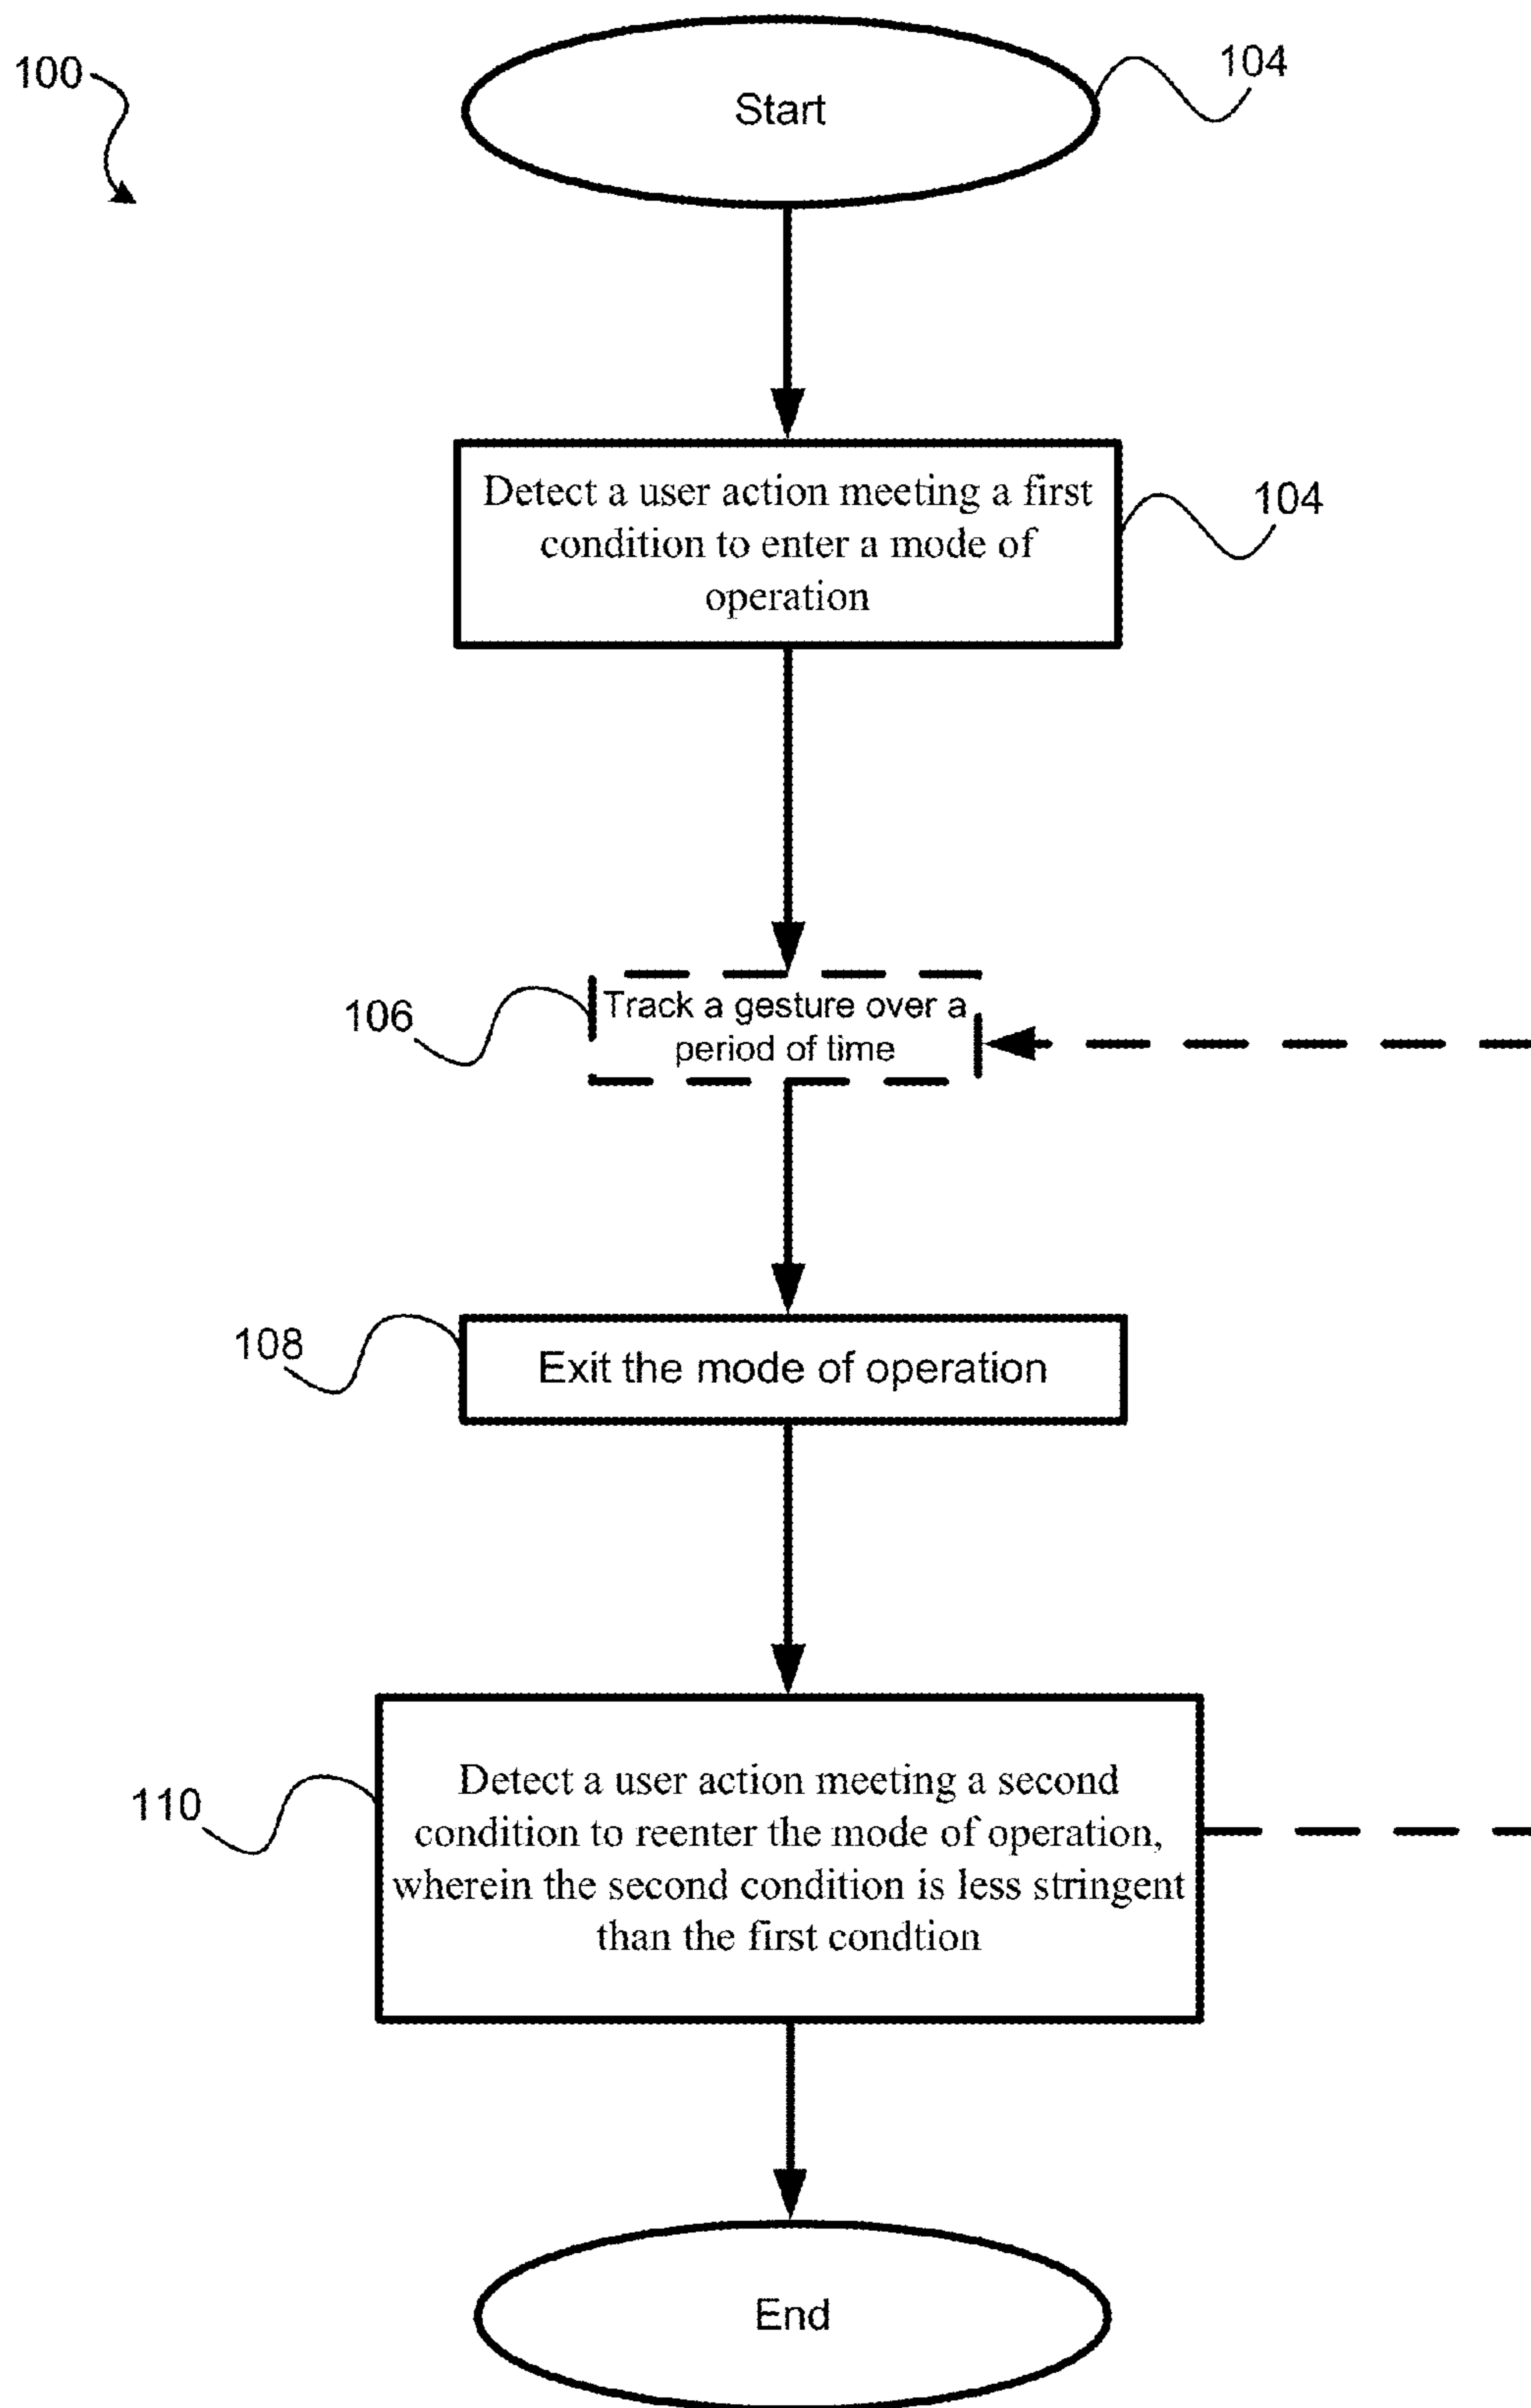 100
Start
104
Detect a user action meeting a first
condition to enter a mode of
operation
104
106
Track a gesture over a
period of time
108
Exit the mode of operation
110
Detect a user action meeting a second
condition to reenter the mode of operation,
wherein the second condition is less stringent
than the first condtion
End